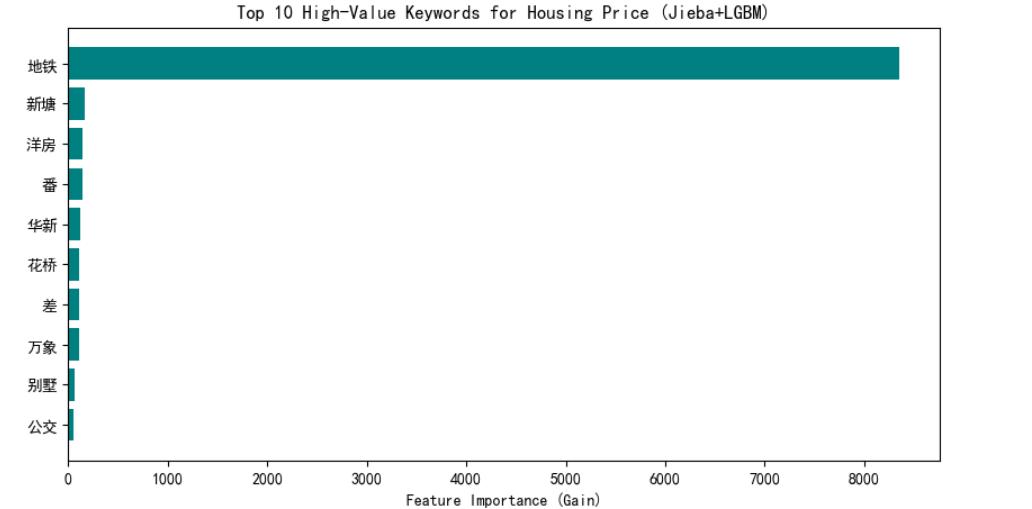 Top 10 High-Value Keywords for Housing Price (Jieba+LGBM)
地铁
新塘
洋房
番
华新
花桥
差
万象
别墅
公交
0 1000 2000 3000 4000 5000 6000 7000 8000
Feature Importance (Gain)